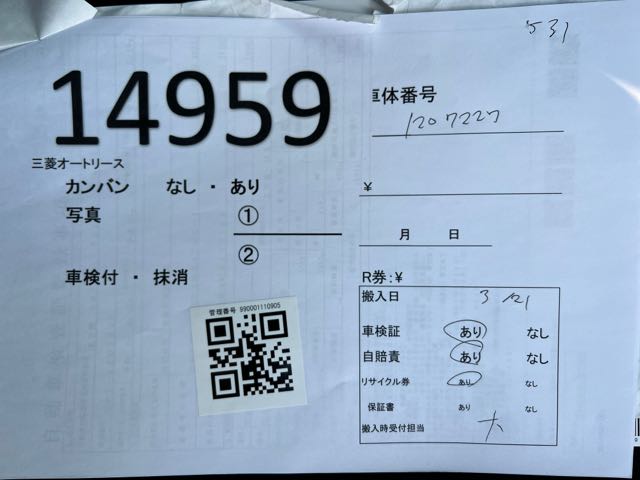 531
14959
車体番号
1207227
三菱オートリース
カンバン なし ・ あり
¥
写真 ①
②
月 日
車検付 ・ 抹消
R券:¥
搬入日 3/21
管理番号 990001110905
車検証 あり なし
自賠責 あり なし
リサイクル券 あり なし
保証書 あり なし
搬入時受付担当 大